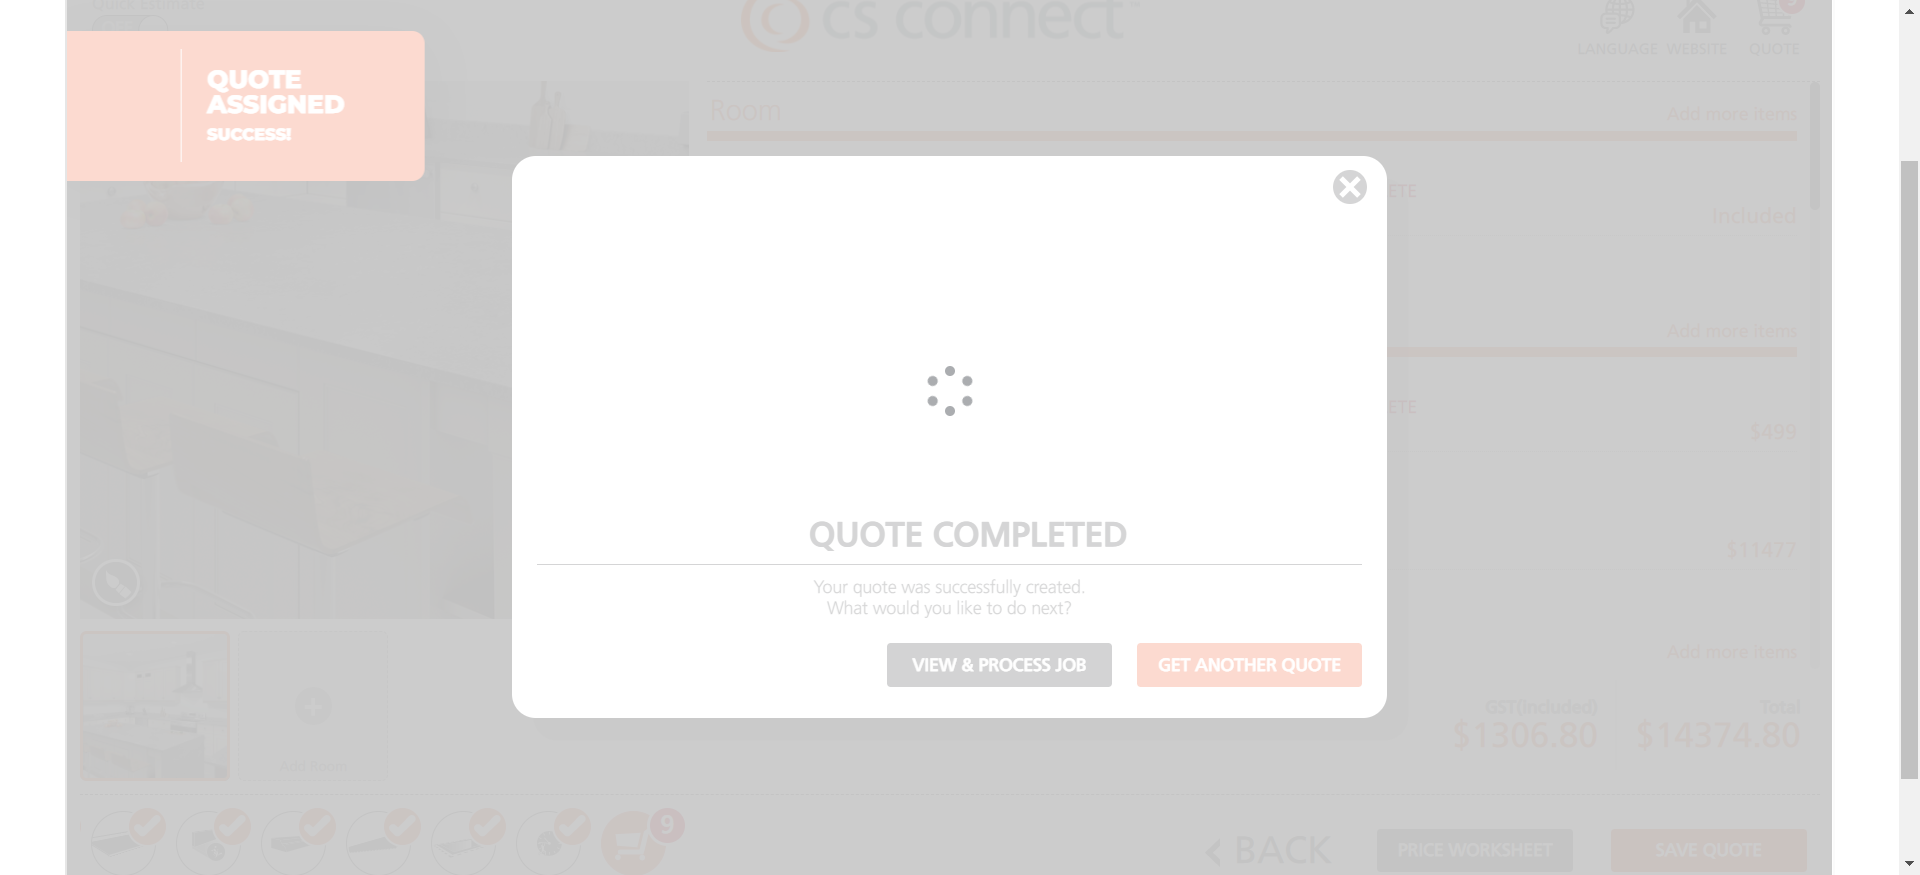 Quick Estimate
cs connect
LANGUAGE WEBSITE QUOTE
QUOTE
ASSIGNED
SUCCESS!
Room
Add more items
Included
Add more items
$499
$11477
Add more items
QUOTE COMPLETED
Your quote was successfully created.
What would you like to do next?
VIEW & PROCESS JOB
GET ANOTHER QUOTE
Add Room
GST(Included)
Total
$1306.80
$14374.80
9
BACK
PRICE WORKSHEET
SAVE QUOTE